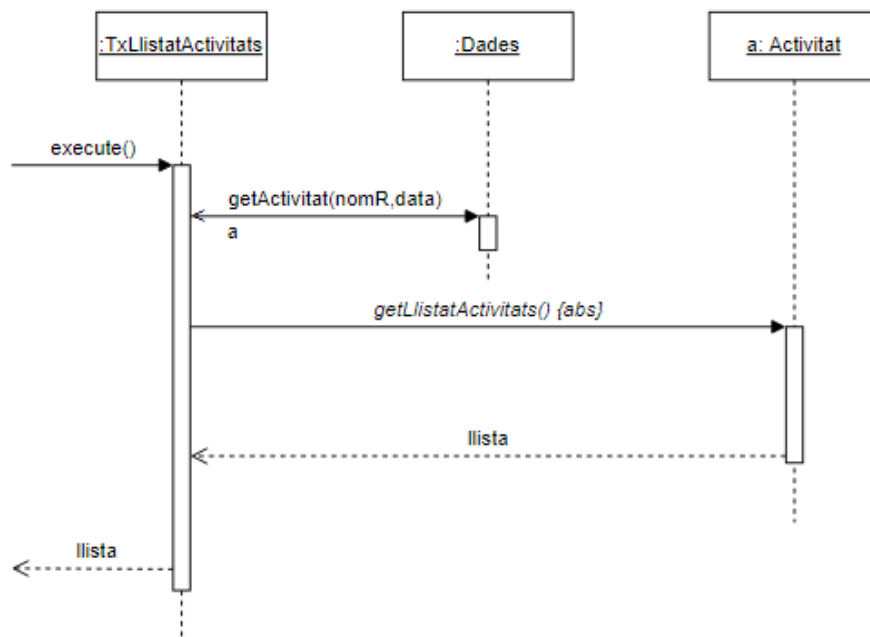 :TxLlistatActivitats
:Dades
a: Activitat
execute()
getActivitat(nomR,data)
a
getLlistatActivitats() {abs}
llista
llista